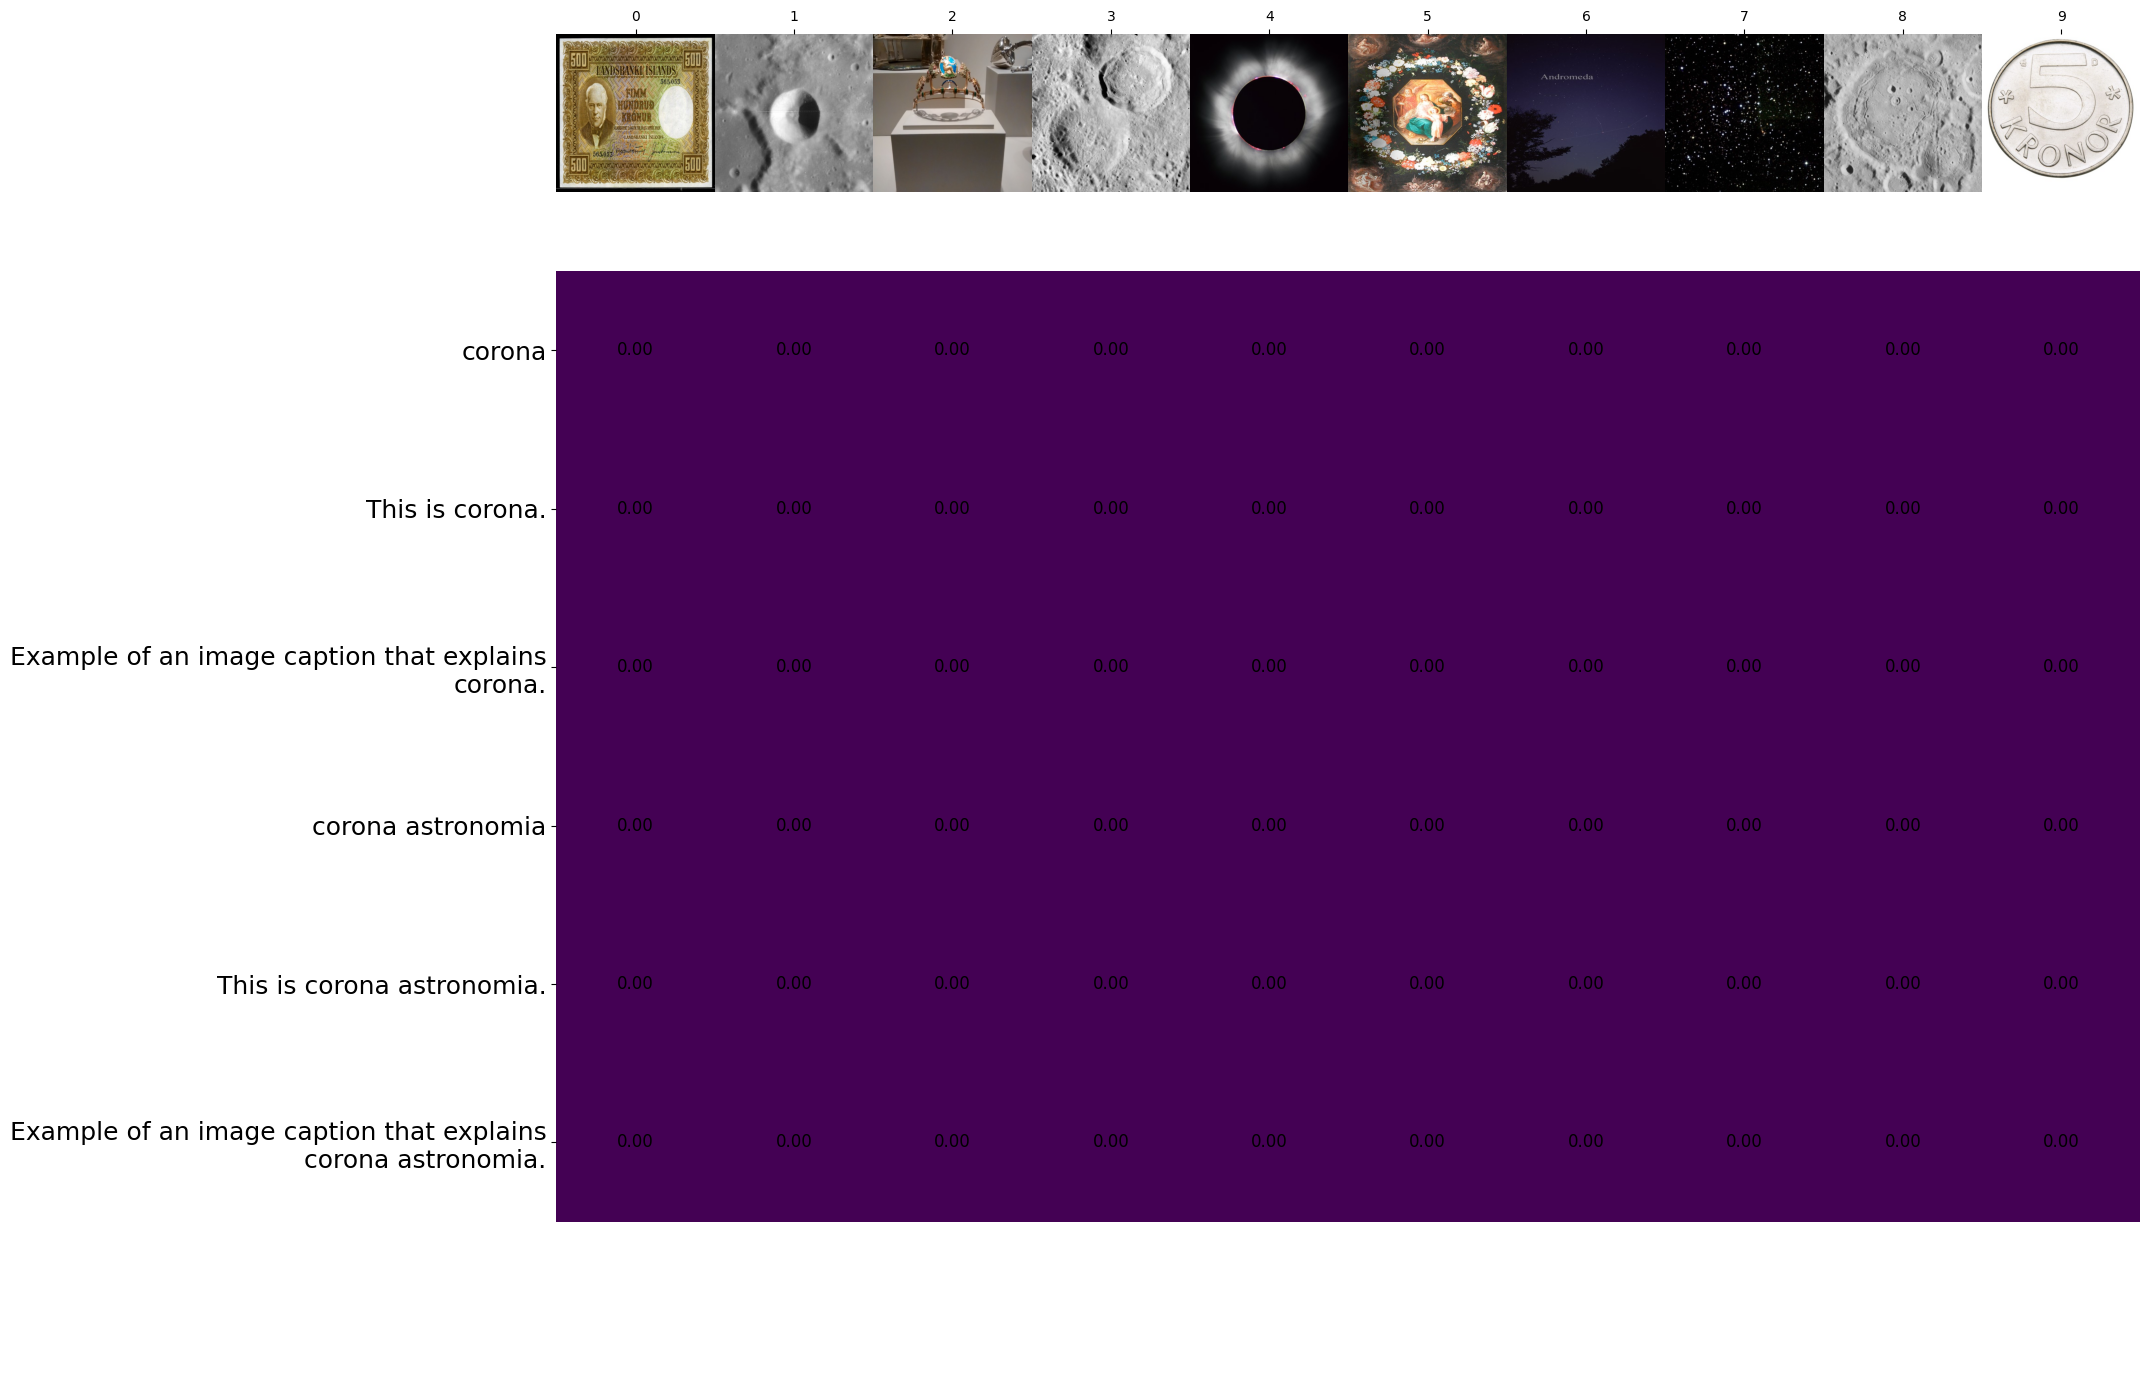 0 1 2 3 4 5 6 7 8 9
500 LANDSBANKI ÍSLANDS 500
FIMM
HUNDRUÐ
KRÓNUR
500 500
Andromeda
5
KRONOR
corona 0.00 0.00 0.00 0.00 0.00 0.00 0.00 0.00 0.00 0.00
This is corona. 0.00 0.00 0.00 0.00 0.00 0.00 0.00 0.00 0.00 0.00
Example of an image caption that explains
corona. 0.00 0.00 0.00 0.00 0.00 0.00 0.00 0.00 0.00 0.00
corona astronomia 0.00 0.00 0.00 0.00 0.00 0.00 0.00 0.00 0.00 0.00
This is corona astronomia. 0.00 0.00 0.00 0.00 0.00 0.00 0.00 0.00 0.00 0.00
Example of an image caption that explains
corona astronomia. 0.00 0.00 0.00 0.00 0.00 0.00 0.00 0.00 0.00 0.00